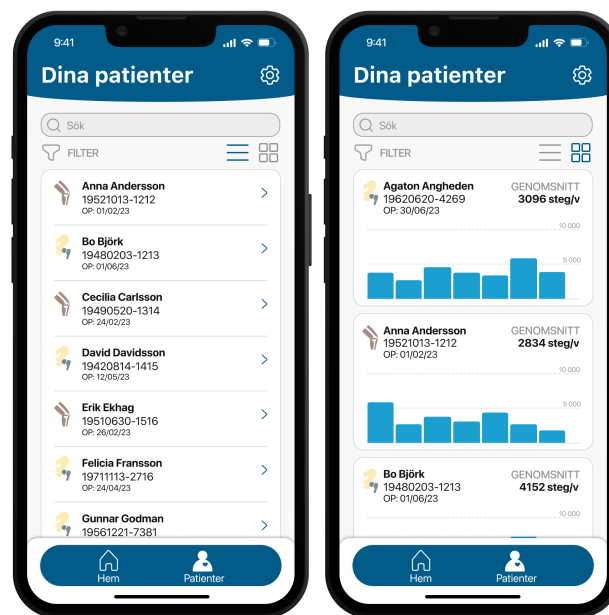 9:41
Dina patienter
Sök
FILTER
Anna Andersson
19521013-1212
OP: 01/02/23
Bo Björk
19480203-1213
OP: 01/06/23
Cecilia Carlsson
19490520-1314
OP: 24/02/23
David Davidsson
19420814-1415
OP: 12/05/23
Erik Ekhag
19510630-1516
OP: 26/02/23
Felicia Fransson
19711113-2716
OP: 24/04/23
Gunnar Godman
19561221-7381
Hem
Patienter
9:41
Dina patienter
Sök
FILTER
Agaton Angheden
GENOMSNITT
19620620-4269
3096 steg/v
OP: 30/06/23
10 000
5 000
Anna Andersson
GENOMSNITT
19521013-1212
2834 steg/v
OP: 01/02/23
10 000
5 000
Bo Björk
GENOMSNITT
19480203-1213
4152 steg/v
OP: 01/06/23
10 000
Hem
Patienter